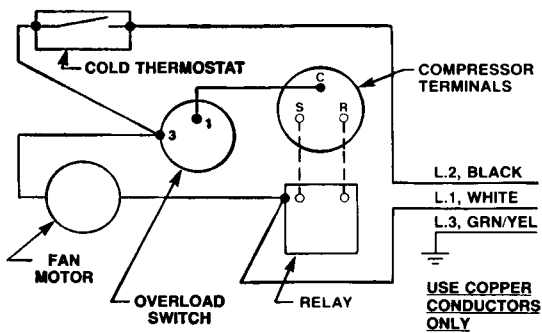 COLD THERMOSTAT
COMPRESSOR
TERMINALS
C
S R
3 1
L.2, BLACK
L.1, WHITE
L.3, GRN/YEL
FAN
MOTOR
OVERLOAD
SWITCH
RELAY
USE COPPER
CONDUCTORS
ONLY